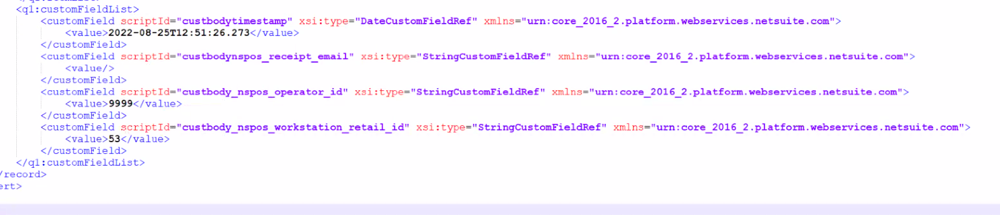 <q1:customFieldList>
<customField scriptId="custbodytimestamp" xsi:type="DateCustomFieldRef" xmlns="urn:core_2016_2.platform.webservices.netsuite.com">
<value>2022-08-25T12:51:26.273</value>
</customField>
<customField scriptId="custbodynspos_receipt_email" xsi:type="StringCustomFieldRef" xmlns="urn:core_2016_2.platform.webservices.netsuite.com">
<value/>
</customField>
<customField scriptId="custbody_nspos_operator_id" xsi:type="StringCustomFieldRef" xmlns="urn:core_2016_2.platform.webservices.netsuite.com">
<value>9999</value>
</customField>
<customField scriptId="custbody_nspos_workstation_retail_id" xsi:type="StringCustomFieldRef" xmlns="urn:core_2016_2.platform.webservices.netsuite.com">
<value>53</value>
</customField>
</q1:customFieldList>
/record>
ert>